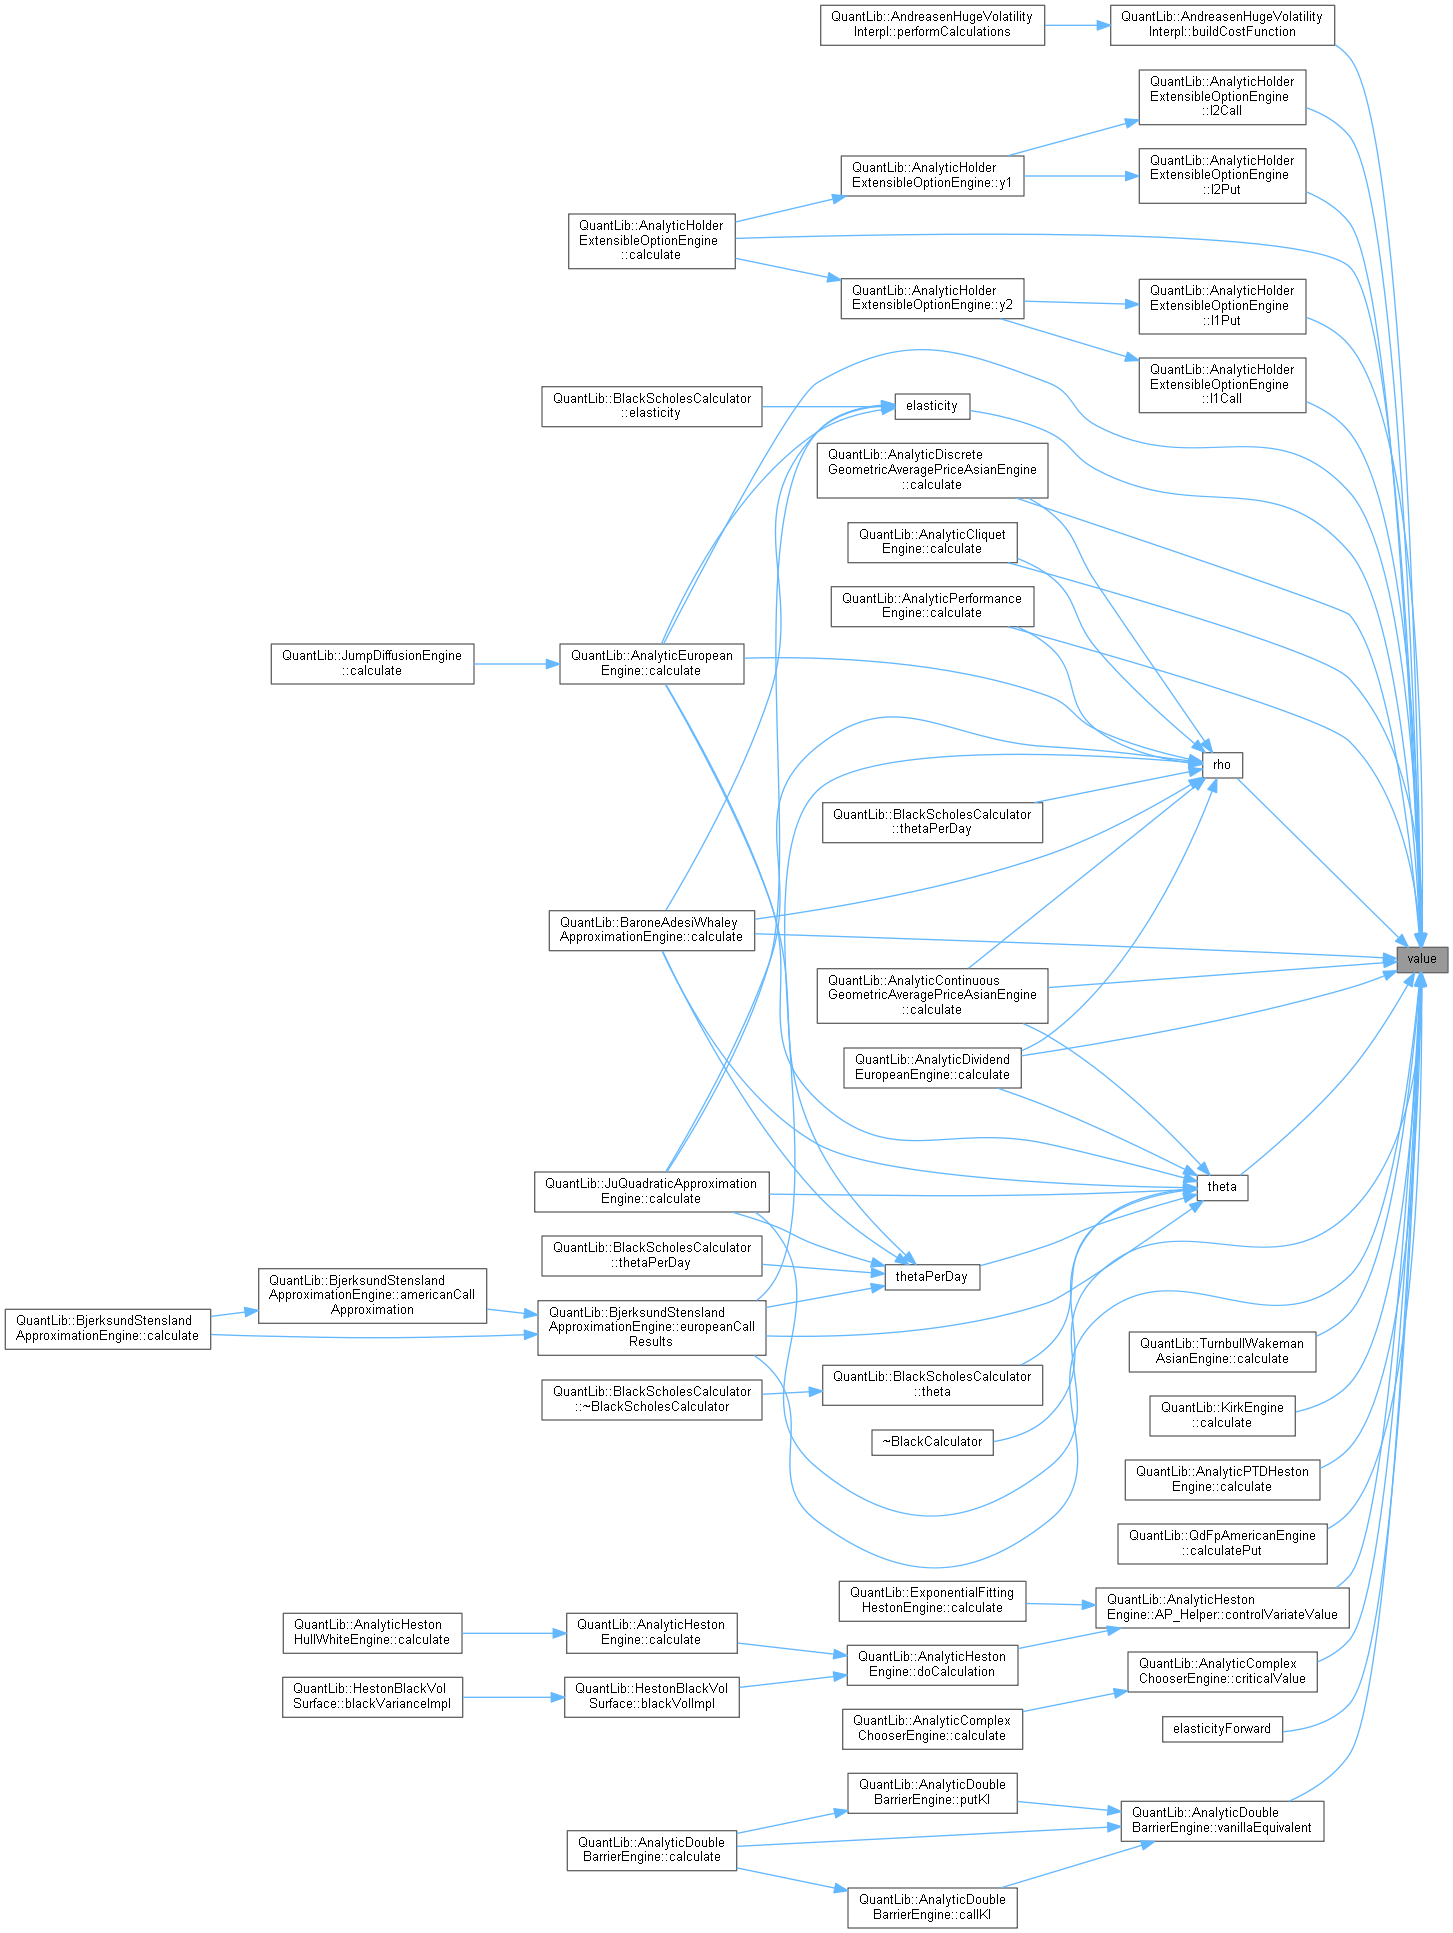 QuantLib::AndreasenHugeVolatility
Interpl::performCalculations
QuantLib::AndreasenHugeVolatility
Interpl::buildCostFunction
QuantLib::AnalyticHolder
ExtensibleOptionEngine
::I2Call
QuantLib::AnalyticHolder
ExtensibleOptionEngine::y1
QuantLib::AnalyticHolder
ExtensibleOptionEngine
::I2Put
QuantLib::AnalyticHolder
ExtensibleOptionEngine
::calculate
QuantLib::AnalyticHolder
ExtensibleOptionEngine::y2
QuantLib::AnalyticHolder
ExtensibleOptionEngine
::I1Put
QuantLib::AnalyticHolder
ExtensibleOptionEngine
::I1Call
QuantLib::BlackScholesCalculator
::elasticity
elasticity
QuantLib::AnalyticDiscrete
GeometricAveragePriceAsianEngine
::calculate
QuantLib::AnalyticCliquet
Engine::calculate
QuantLib::AnalyticPerformance
Engine::calculate
QuantLib::JumpDiffusionEngine
::calculate
QuantLib::AnalyticEuropean
Engine::calculate
rho
QuantLib::BlackScholesCalculator
::thetaPerDay
QuantLib::BaroneAdesiWhaley
ApproximationEngine::calculate
value
QuantLib::AnalyticContinuous
GeometricAveragePriceAsianEngine
::calculate
QuantLib::AnalyticDividend
EuropeanEngine::calculate
QuantLib::JuQuadraticApproximation
Engine::calculate
theta
QuantLib::BlackScholesCalculator
::thetaPerDay
thetaPerDay
QuantLib::BjerksundStensland
ApproximationEngine::americanCall
Approximation
QuantLib::BjerksundStensland
ApproximationEngine::calculate
QuantLib::BjerksundStensland
ApproximationEngine::europeanCall
Results
QuantLib::TurnbullWakeman
AsianEngine::calculate
QuantLib::BlackScholesCalculator
::~BlackScholesCalculator
QuantLib::BlackScholesCalculator
::theta
QuantLib::KirkEngine
::calculate
~BlackCalculator
QuantLib::AnalyticPTDHeston
Engine::calculate
QuantLib::QdFpAmericanEngine
::calculatePut
QuantLib::ExponentialFitting
HestonEngine::calculate
QuantLib::AnalyticHeston
Engine::AP_Helper::controlVariateValue
QuantLib::AnalyticHeston
HullWhiteEngine::calculate
QuantLib::AnalyticHeston
Engine::calculate
QuantLib::AnalyticHeston
Engine::doCalculation
QuantLib::HestonBlackVol
Surface::blackVarianceImpl
QuantLib::HestonBlackVol
Surface::blackVolImpl
QuantLib::AnalyticComplex
ChooserEngine::criticalValue
QuantLib::AnalyticComplex
ChooserEngine::calculate
elasticityForward
QuantLib::AnalyticDouble
BarrierEngine::putKI
QuantLib::AnalyticDouble
BarrierEngine::vanillaEquivalent
QuantLib::AnalyticDouble
BarrierEngine::calculate
QuantLib::AnalyticDouble
BarrierEngine::callKI